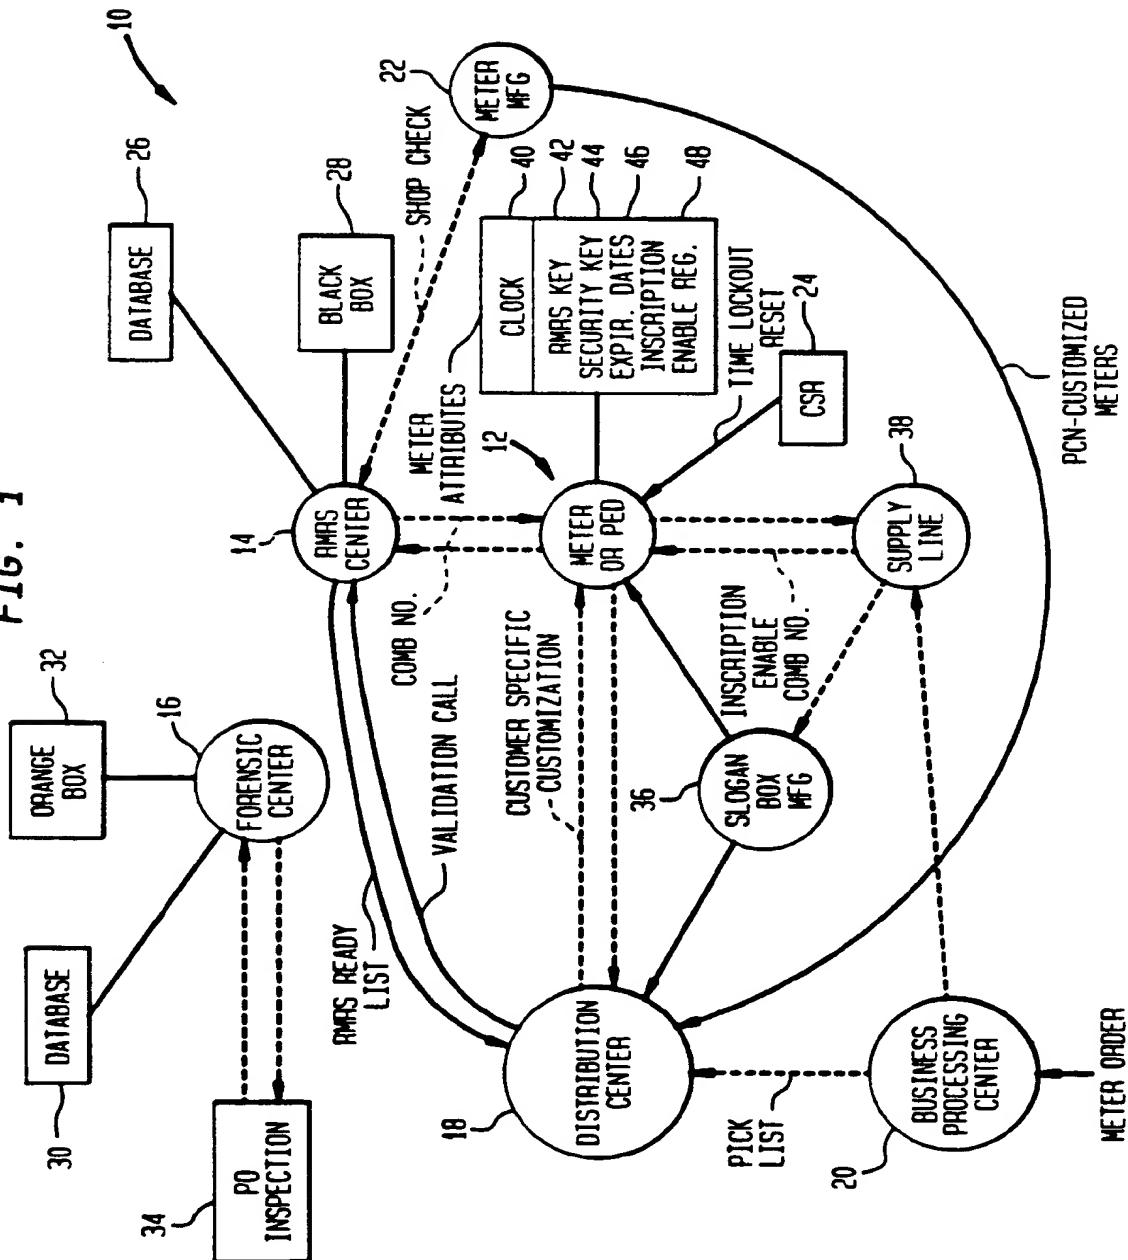 FIG. 1
10
DATABASE
26
BLACK
BOX
28
SHOP CHECK
22
METER
MFG
14
RMRS
CENTER
METER
ATTRIBUTES
CLOCK
RMRS KEY
SECURITY KEY
EXPIR. DATES
INSCRIPTION
ENABLE REG.
40
42
44
46
48
12
METER
OR PED
TIME LOCKOUT
RESET
24
CSR
38
SUPPLY
LINE
PCN-CUSTOMIZED
METERS
COMB NO.
32
ORANGE
BOX
16
FORENSIC
CENTER
DATABASE
30
PO
INSPECTION
34
RMRS READY
LIST
VALIDATION CALL
CUSTOMER SPECIFIC
CUSTOMIZATION
INSCRIPTION
ENABLE
COMB NO.
36
SLOGAN
BOX
MFG
18
DISTRIBUTION
CENTER
PICK
LIST
20
BUSINESS
PROCESSING
CENTER
METER ORDER